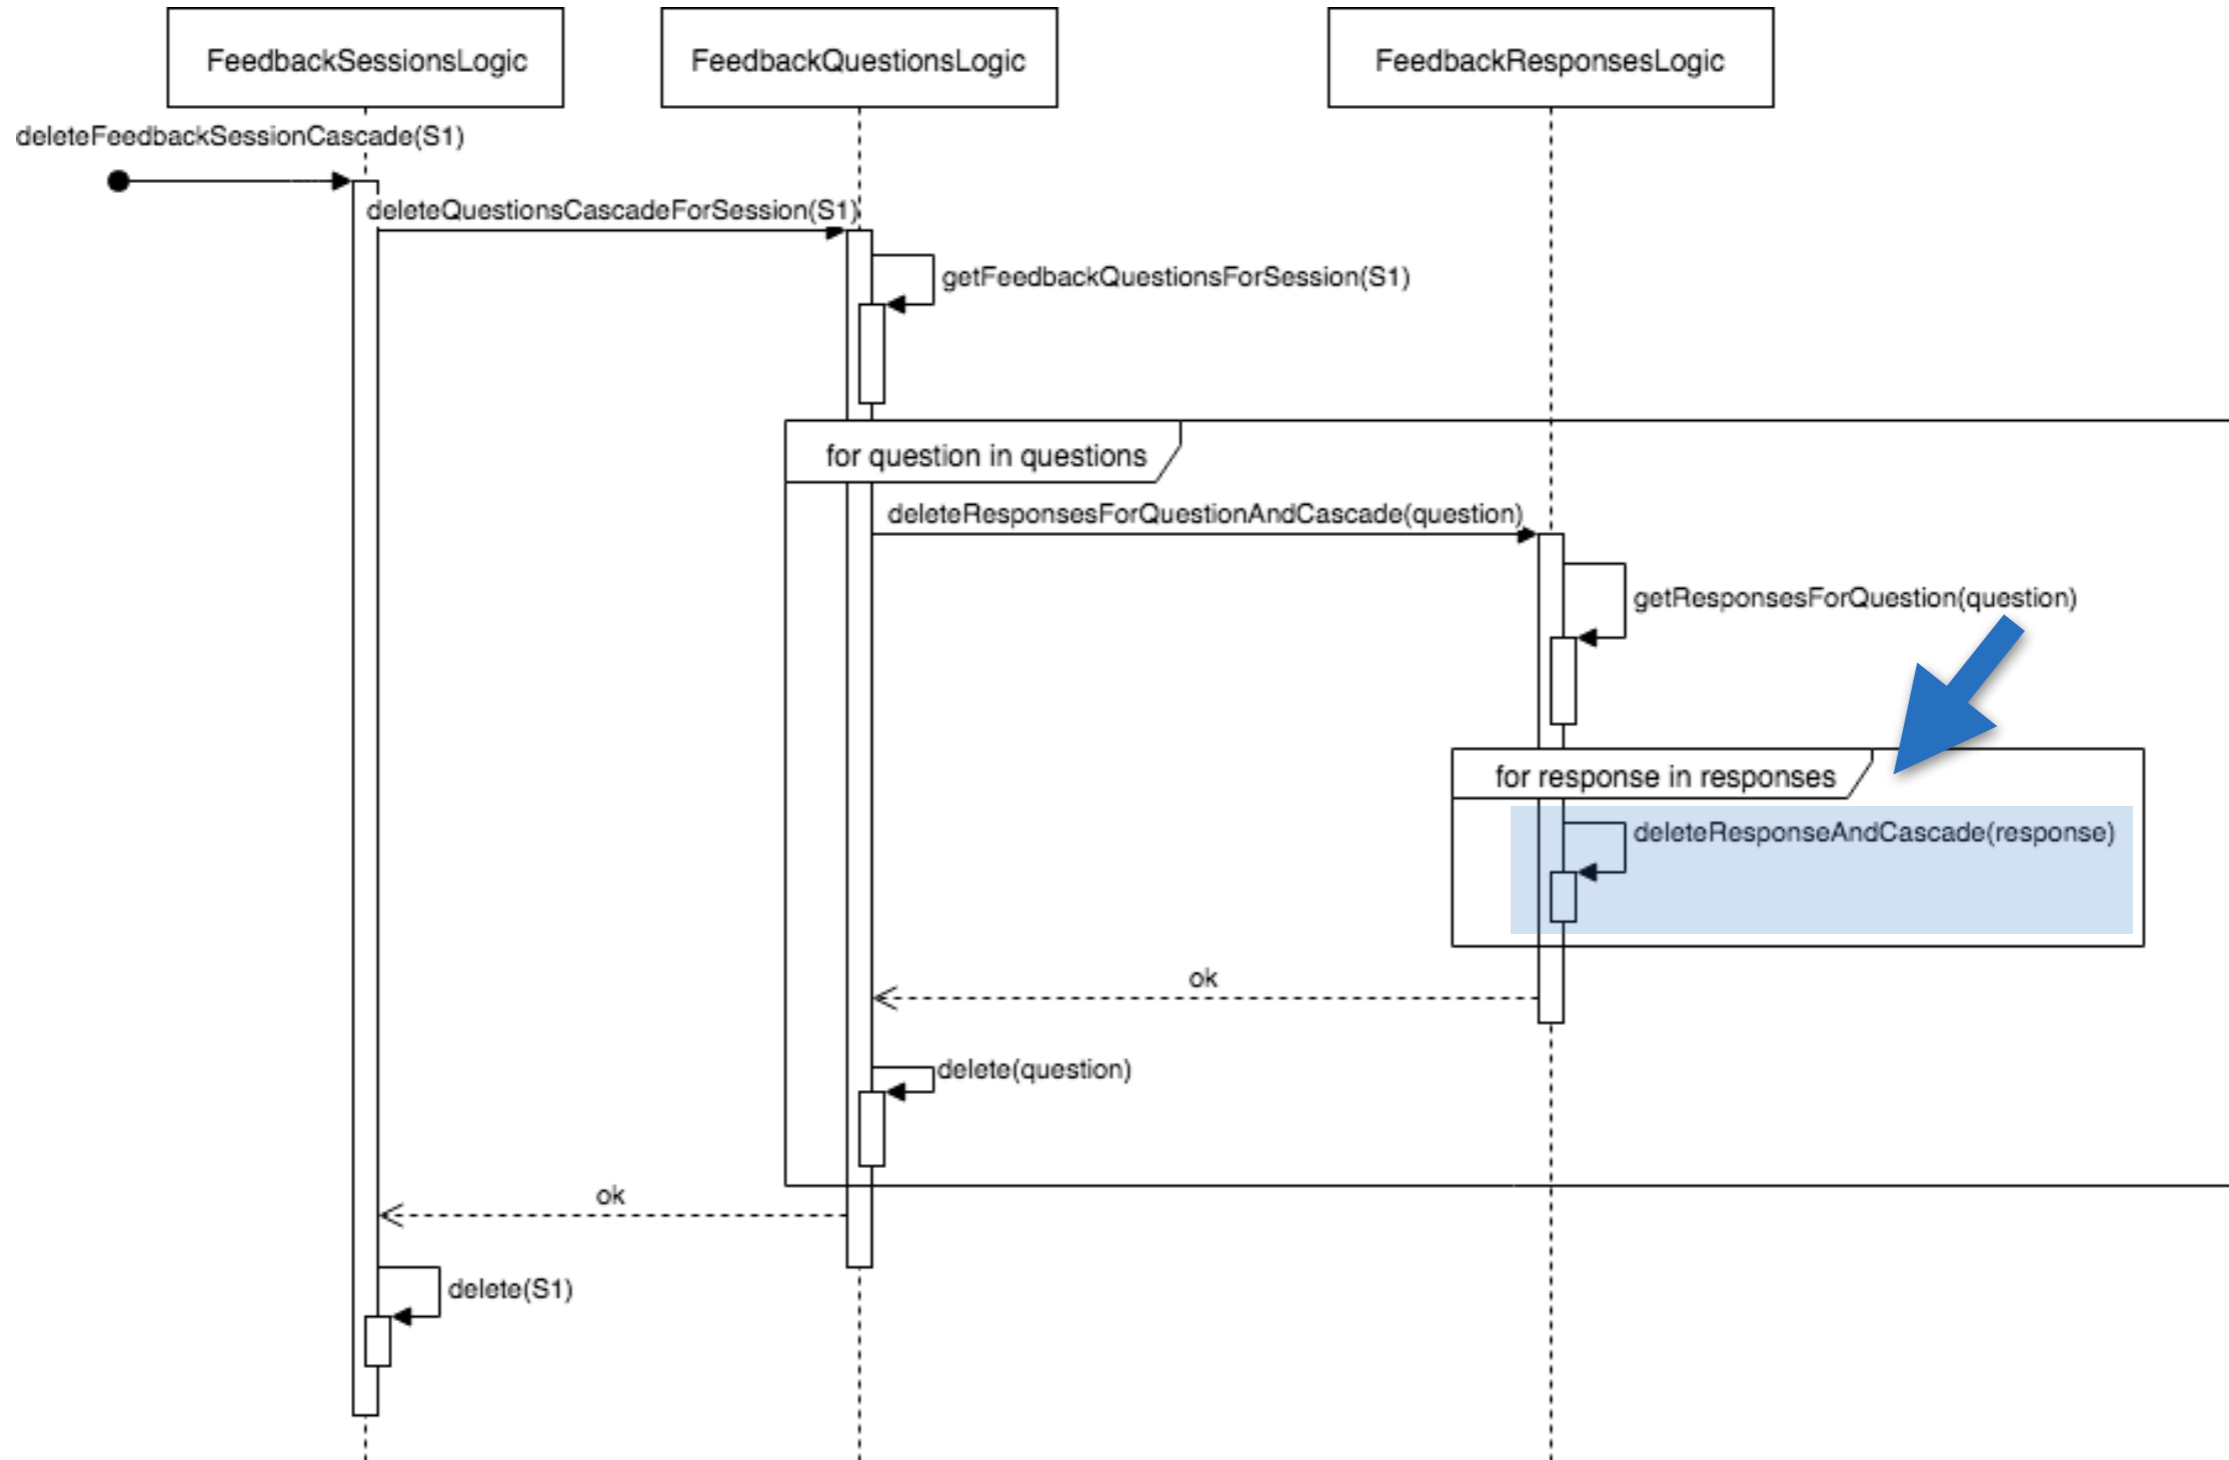 FeedbackSessionsLogic
FeedbackQuestionsLogic
FeedbackResponsesLogic
deleteFeedbackSessionCascade(S1)
deleteQuestionsCascadeForSession(S1)
getFeedbackQuestionsForSession(S1)
for question in questions
deleteResponsesForQuestionAndCascade(question)
getResponsesForQuestion(question)
for response in responses
deleteResponseAndCascade(response)
ok
delete(question)
ok
delete(S1)